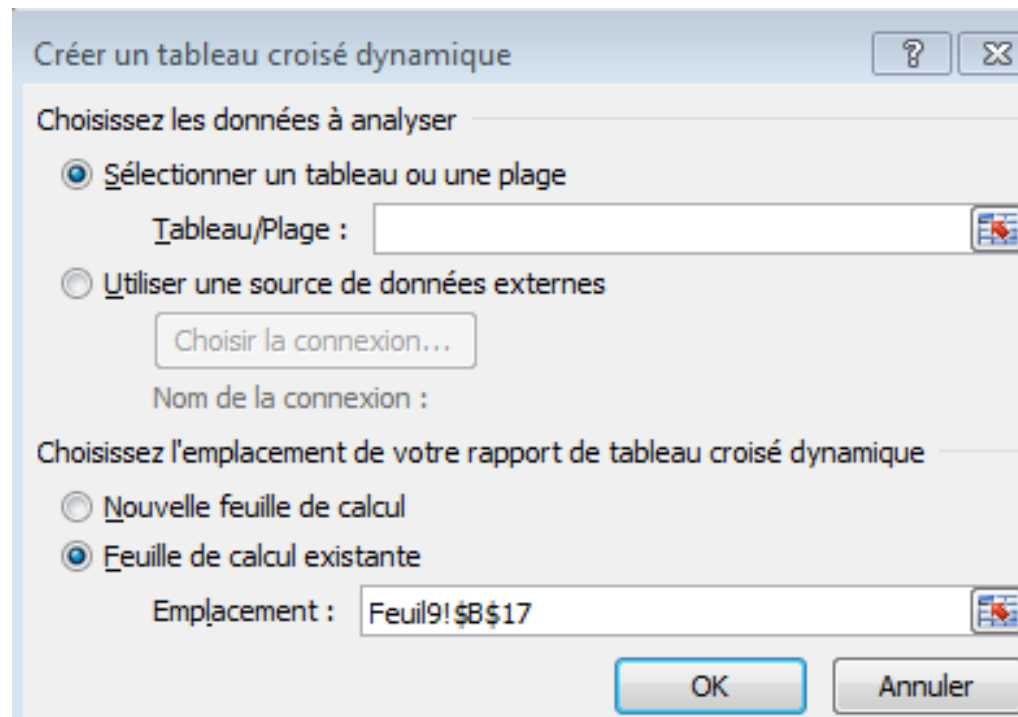 Créer un tableau croisé dynamique
Choisissez les données à analyser
Sélectionner un tableau ou une plage
Tableau/Plage :
Utiliser une source de données externes
Choisir la connexion...
Nom de la connexion :
Choisissez l'emplacement de votre rapport de tableau croisé dynamique
Nouvelle feuille de calcul
Feuille de calcul existante
Emplacement : Feuil9!$B$17
OK Annuler